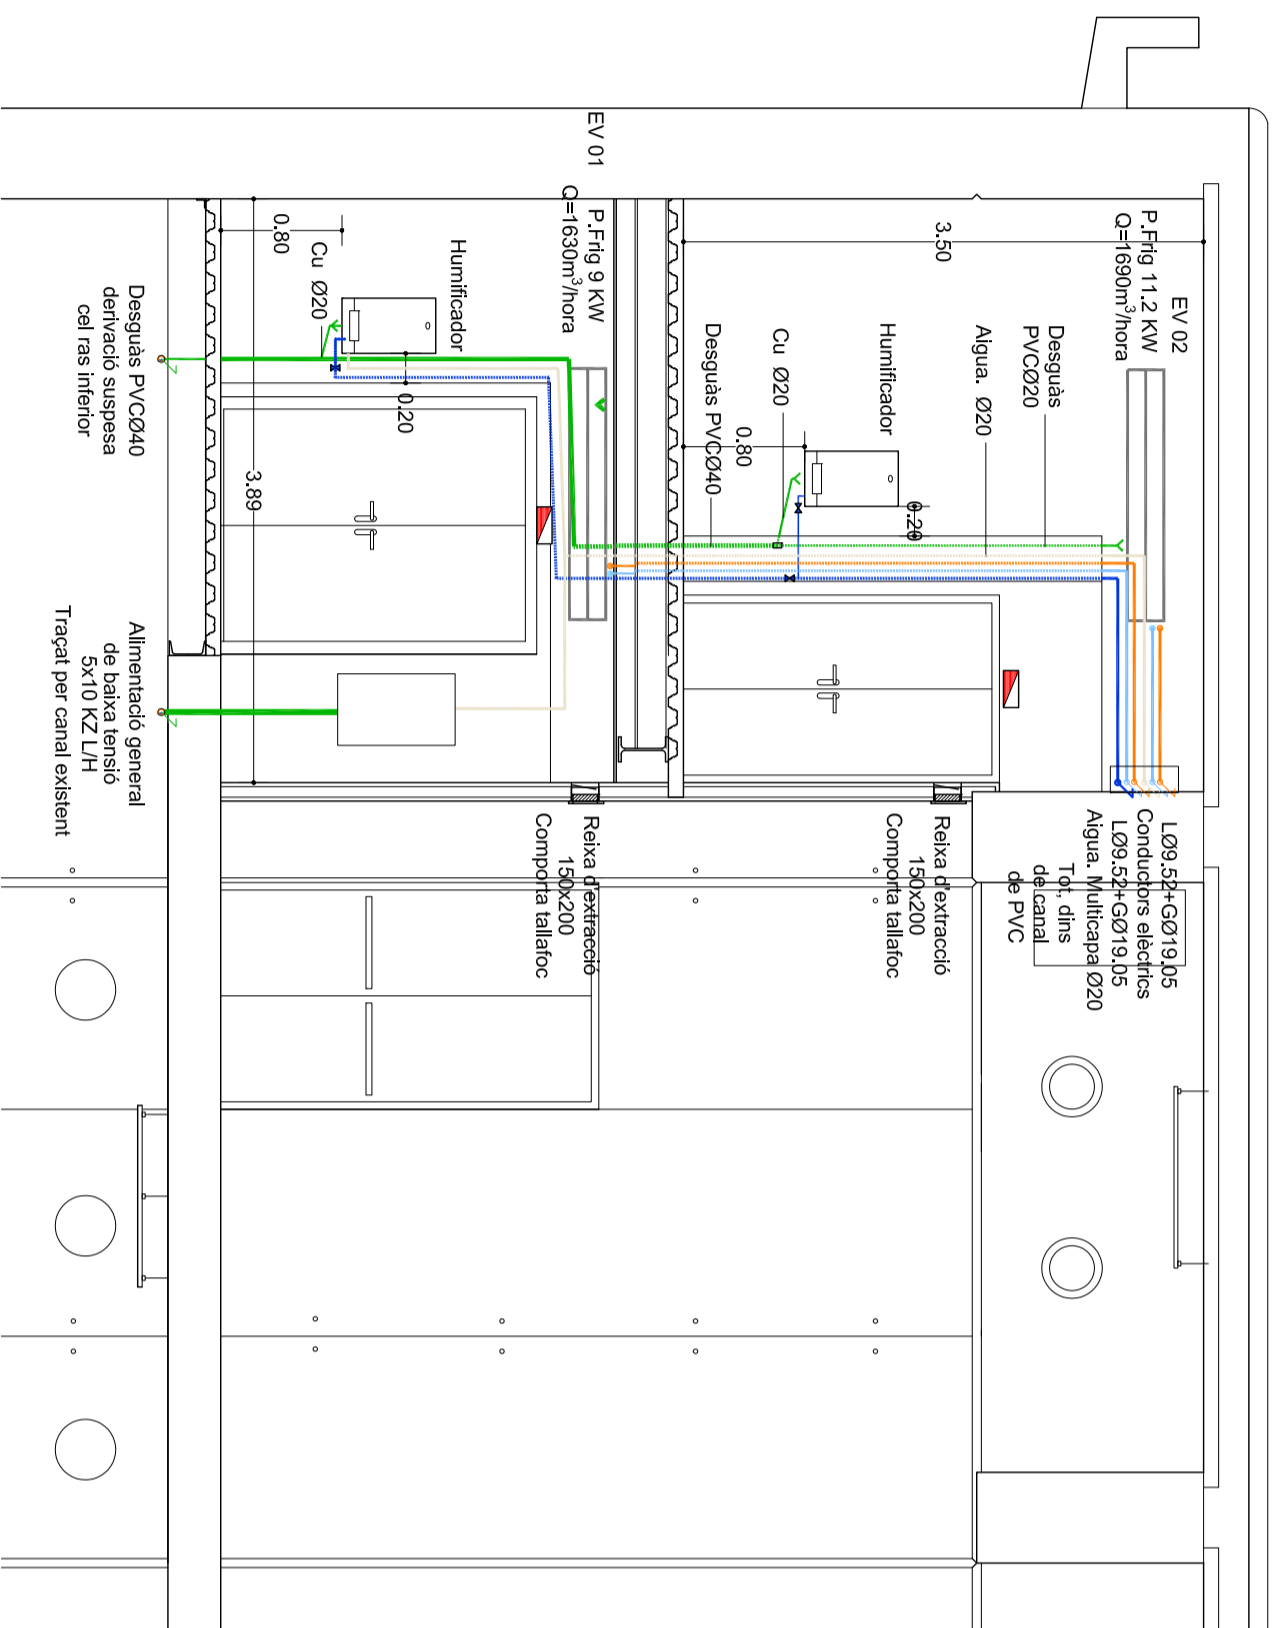 EV 02
P.Frig 11.2 KW
Q=1690m³/hora
3.50
Desguàs
PVCØ20
Aigua. Ø20
Humificador
0.20
Cu Ø20
0.80
Desguàs PVCØ40
LØ9.52+GØ19.05
Conductors elèctrics
LØ9.52+GØ19.05
Aigua. Multicapa Ø20
Tot, dins
de canal
de PVC
Reixa d'extracció
150x200
Comporta tallafoc
EV 01
P.Frig 9 KW
Q=1630m³/hora
Humificador
0.20
Cu Ø20
0.80
3.89
Reixa d'extracció
150x200
Comporta tallafoc
Desguàs PVCØ40
derivació suspesa
cel ras inferior
Alimentació general
de baixa tensió
5x10 KZ L/H
Traçat per canal existent